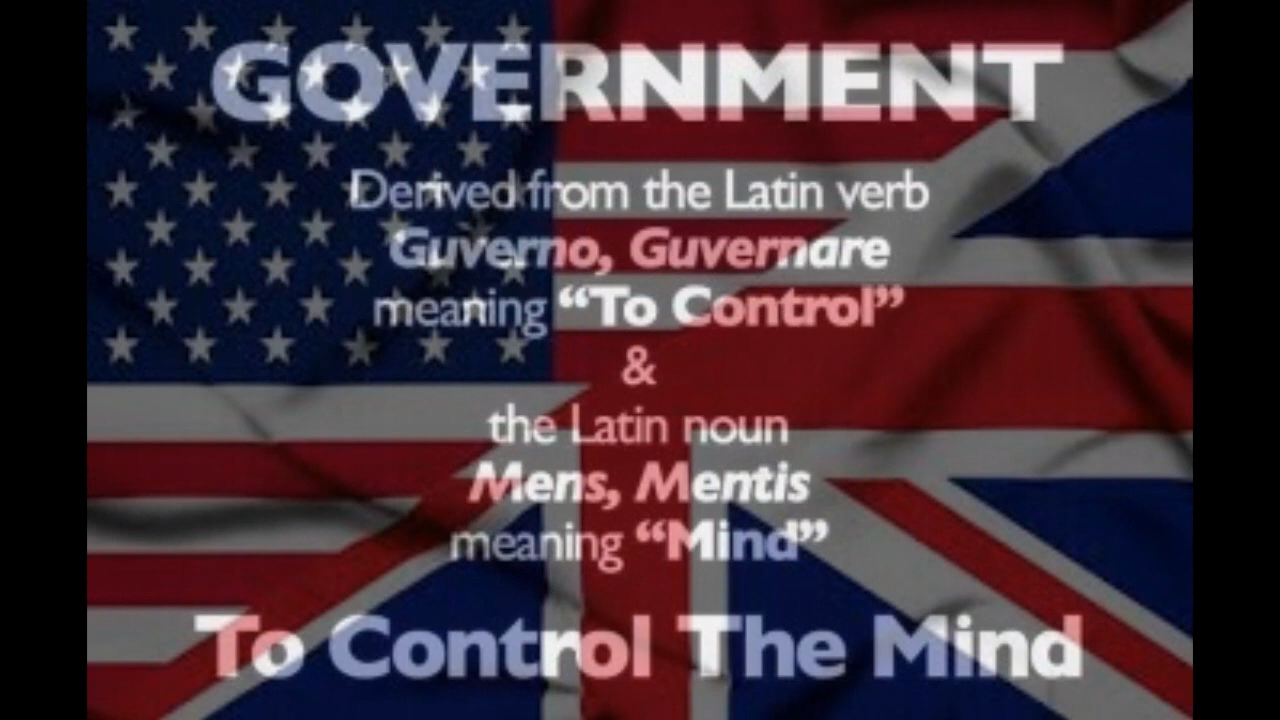 GOVERNMENT
Derived from the Latin verb
Guverno, Guvernare
meaning “To Control”
&
the Latin noun
Mens, Mentis
meaning “Mind”
To Control The Mind